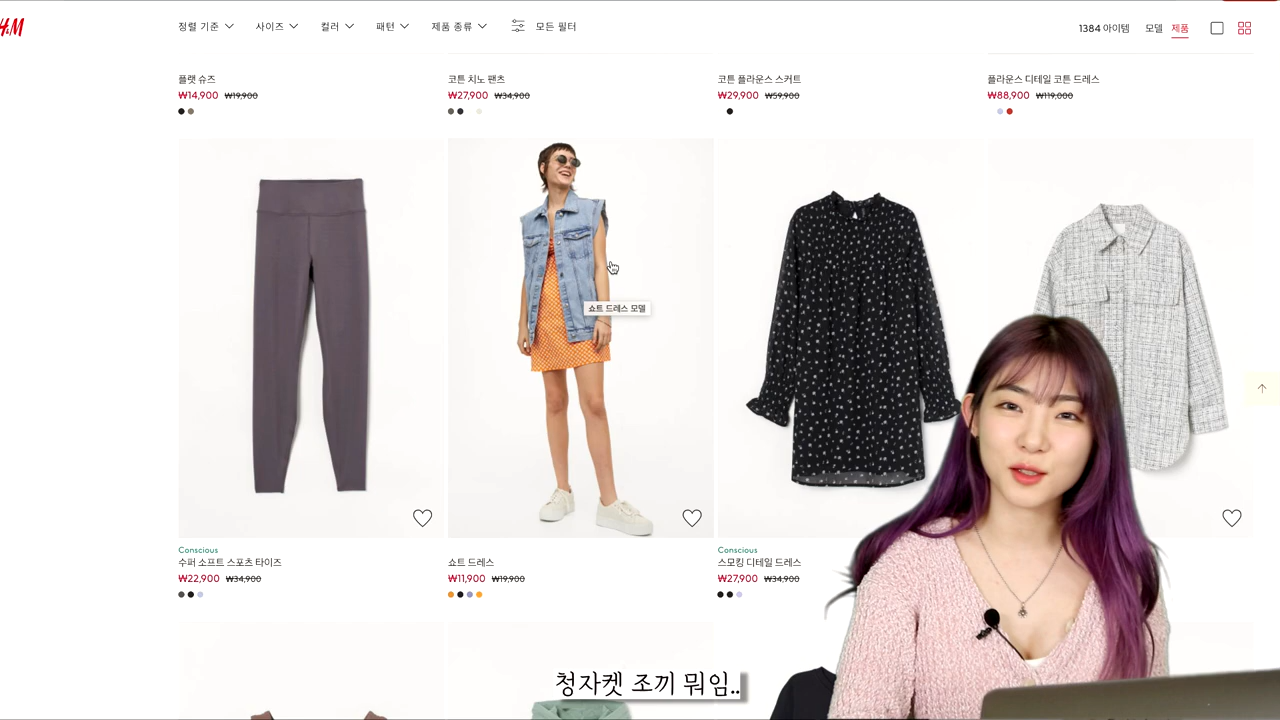 H&M
정렬 기준
사이즈
컬러
패턴
제품 종류
모든 필터
1384 아이템
모델
제품
플랫 슈즈
₩14,900 ₩19,900
코튼 치노 팬츠
₩27,900 ₩34,900
코튼 플라운스 스커트
₩29,900 ₩59,900
플라운스 디테일 코튼 드레스
₩88,900 ₩119,000
쇼트 드레스 모델
Conscious
수퍼 소프트 스포츠 타이즈
₩22,900 ₩34,900
쇼트 드레스
₩11,900 ₩19,900
Conscious
스모킹 디테일 드레스
₩27,900 ₩34,900
청자켓 조끼 뭐임..